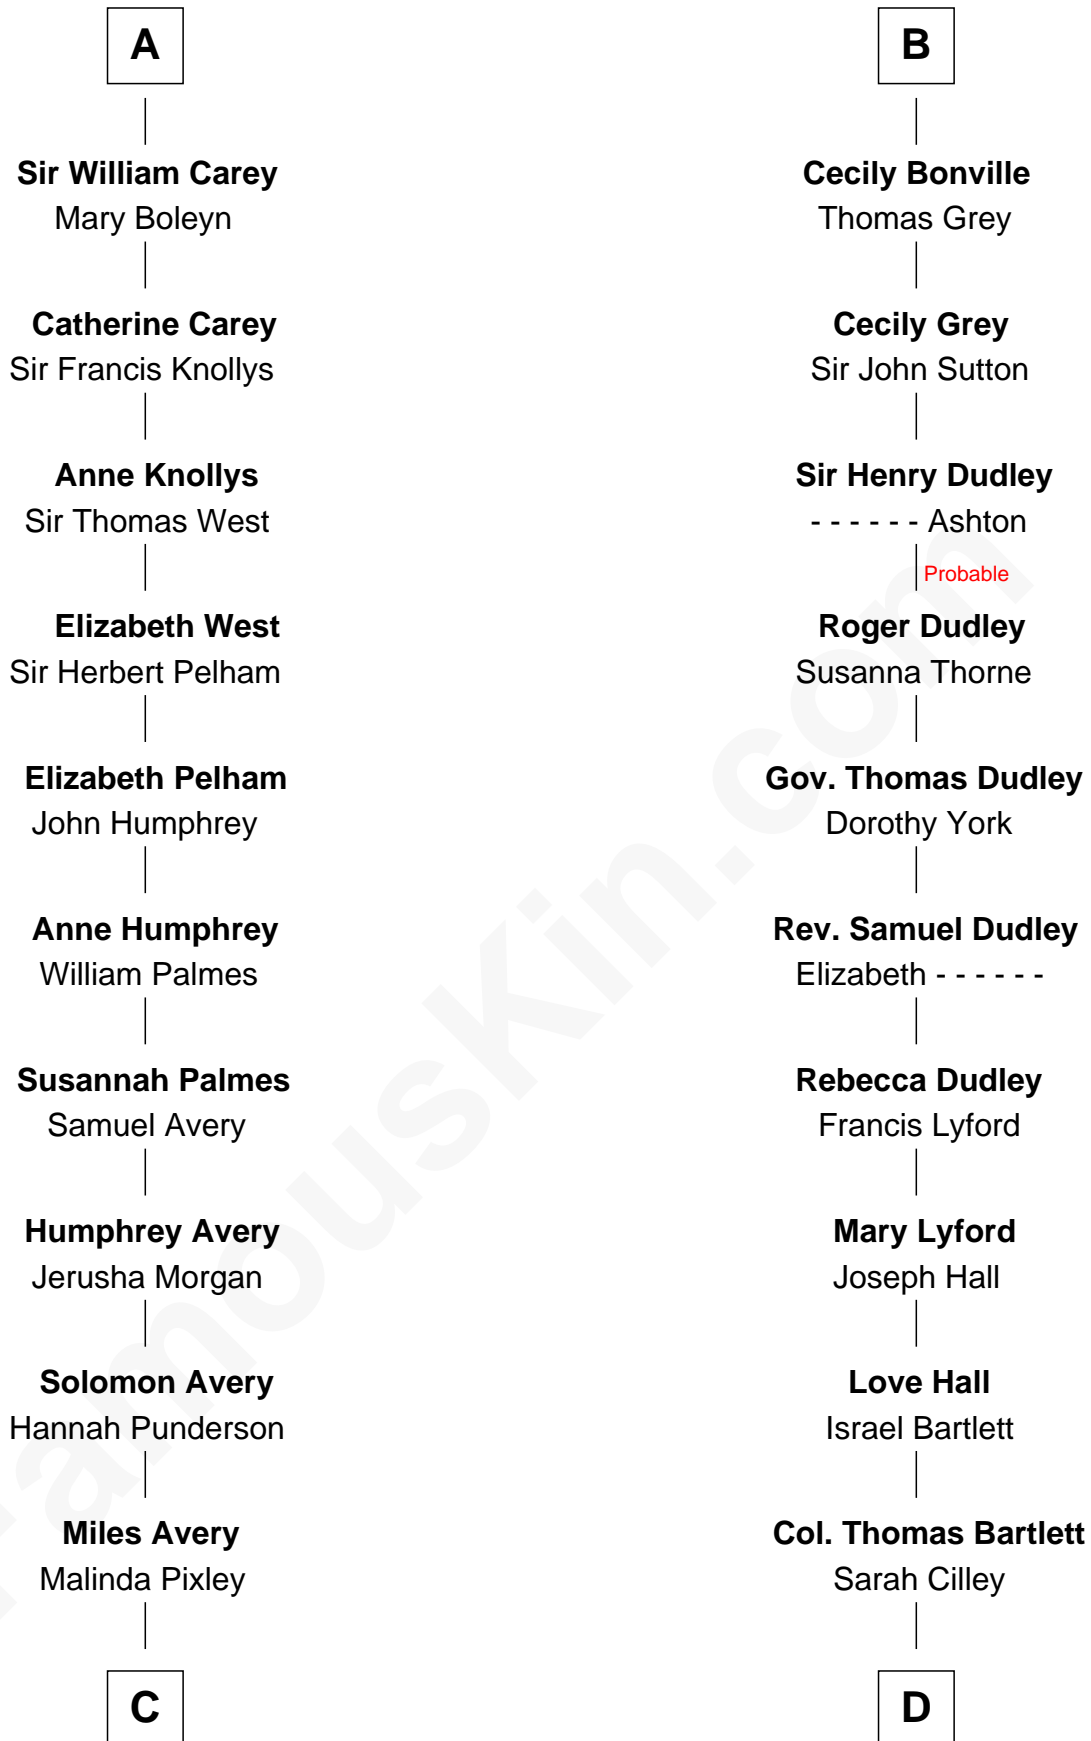 A
Sir William Carey
Mary Boleyn
Catherine Carey
Sir Francis Knollys
Anne Knollys
Sir Thomas West
Elizabeth West
Sir Herbert Pelham
Elizabeth Pelham
John Humphrey
Anne Humphrey
William Palmes
Susannah Palmes
Samuel Avery
Humphrey Avery
Jerusha Morgan
Solomon Avery
Hannah Punderson
Miles Avery
Malinda Pixley
C
B
Cecily Bonville
Thomas Grey
Cecily Grey
Sir John Sutton
Sir Henry Dudley
- - - - - - Ashton
Probable
Roger Dudley
Susanna Thorne
Gov. Thomas Dudley
Dorothy York
Rev. Samuel Dudley
Elizabeth - - - - - -
Rebecca Dudley
Francis Lyford
Mary Lyford
Joseph Hall
Love Hall
Israel Bartlett
Col. Thomas Bartlett
Sarah Cilley
D
FamousKin.com